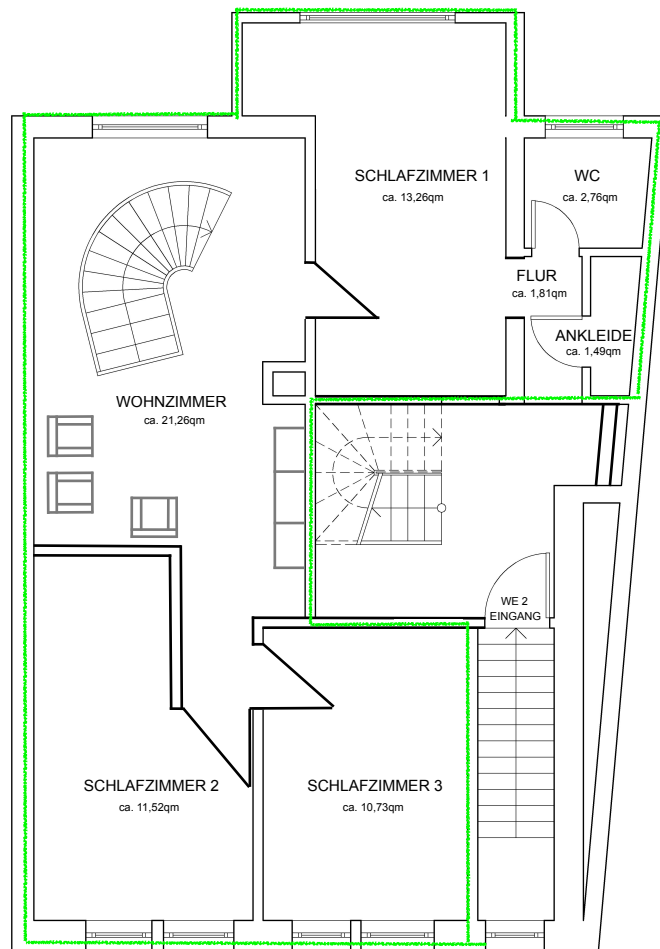 SCHLAFZIMMER 1
ca. 13,26qm
WC
ca. 2,76qm
FLUR
ca. 1,81qm
ANKLEIDE
ca. 1,49qm
WOHNZIMMER
ca. 21,26qm
WE 2
EINGANG
SCHLAFZIMMER 2
ca. 11,52qm
SCHLAFZIMMER 3
ca. 10,73qm